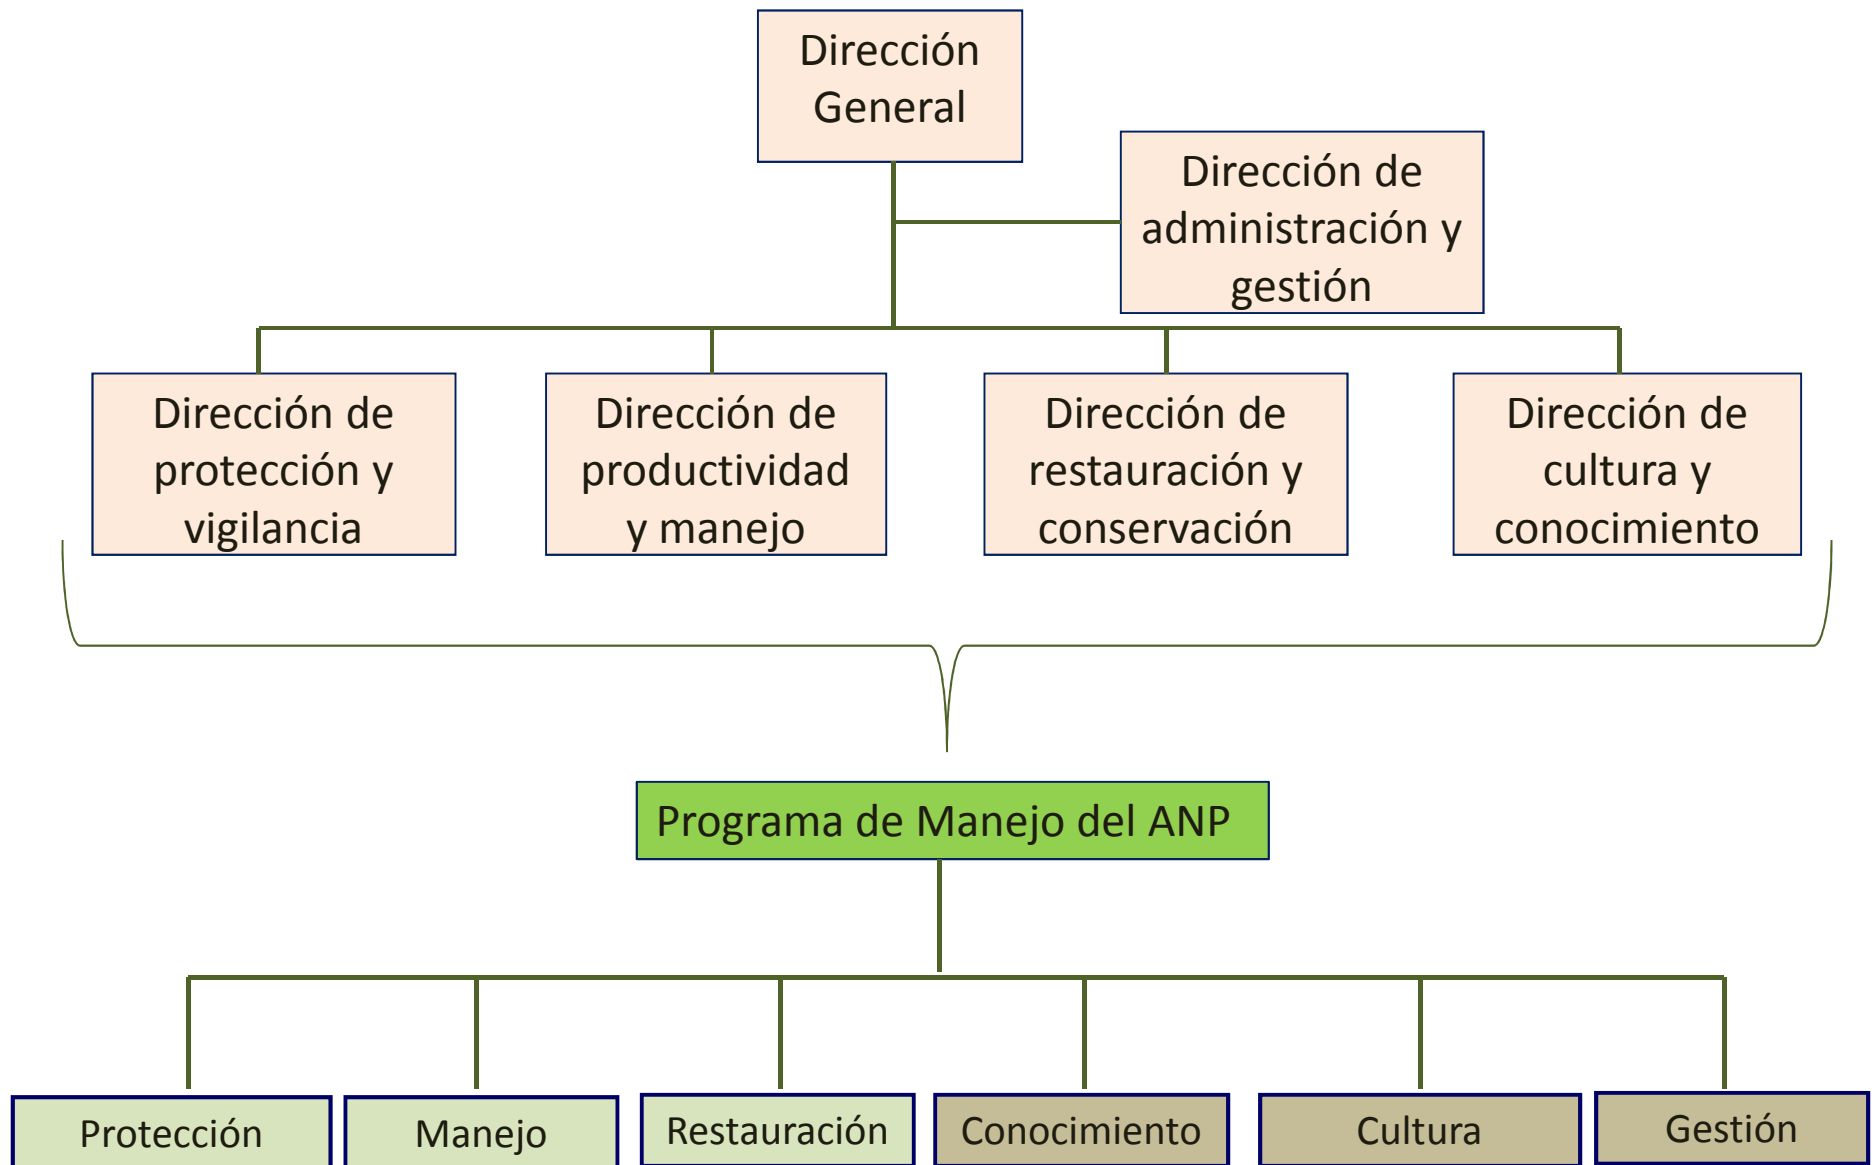 Dirección
General
Dirección de
administración y
gestión
Dirección de
protección y
vigilancia
Dirección de
productividad
y manejo
Dirección de
restauración y
conservación
Dirección de
cultura y
conocimiento
Programa de Manejo del ANP
Protección
Manejo
Restauración
Conocimiento
Cultura
Gestión